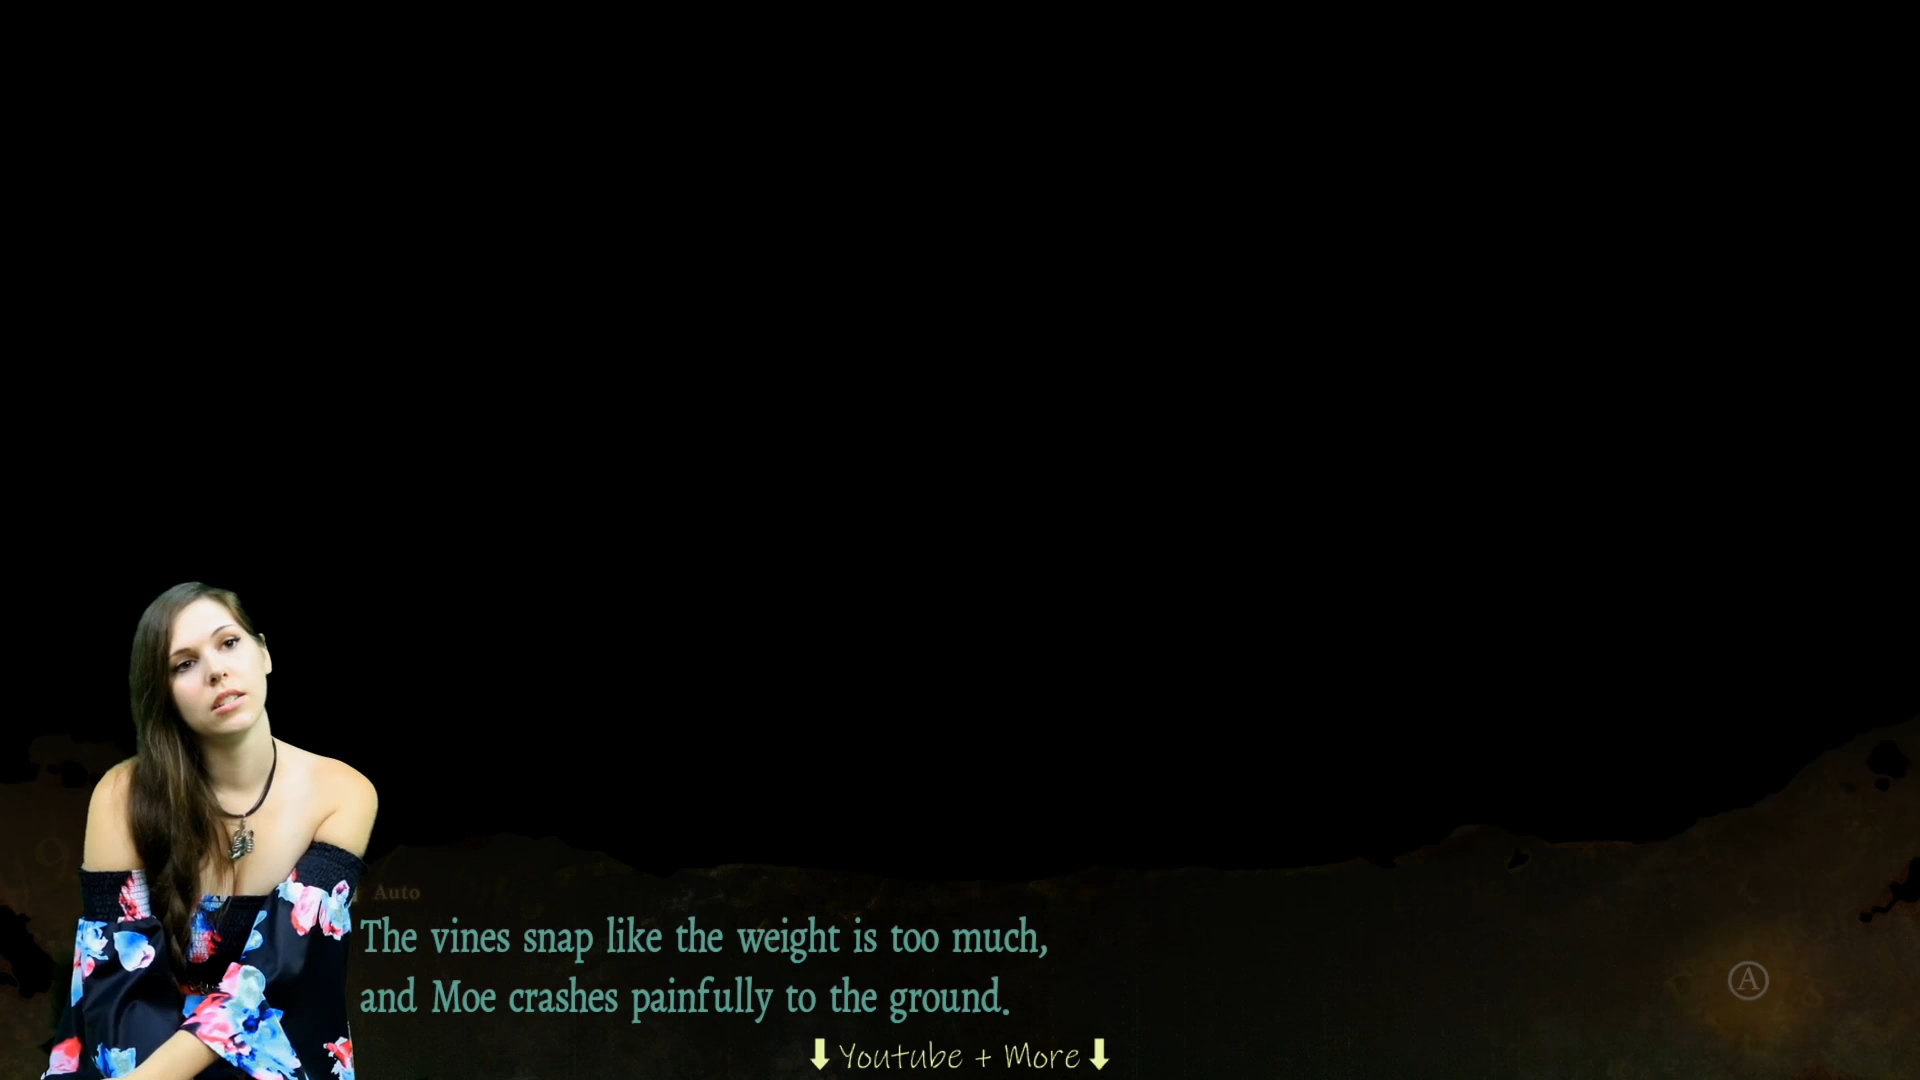 Auto
The vines snap like the weight is too much,
and Moe crashes painfully to the ground.
A
⬇ Youtube + More ⬇